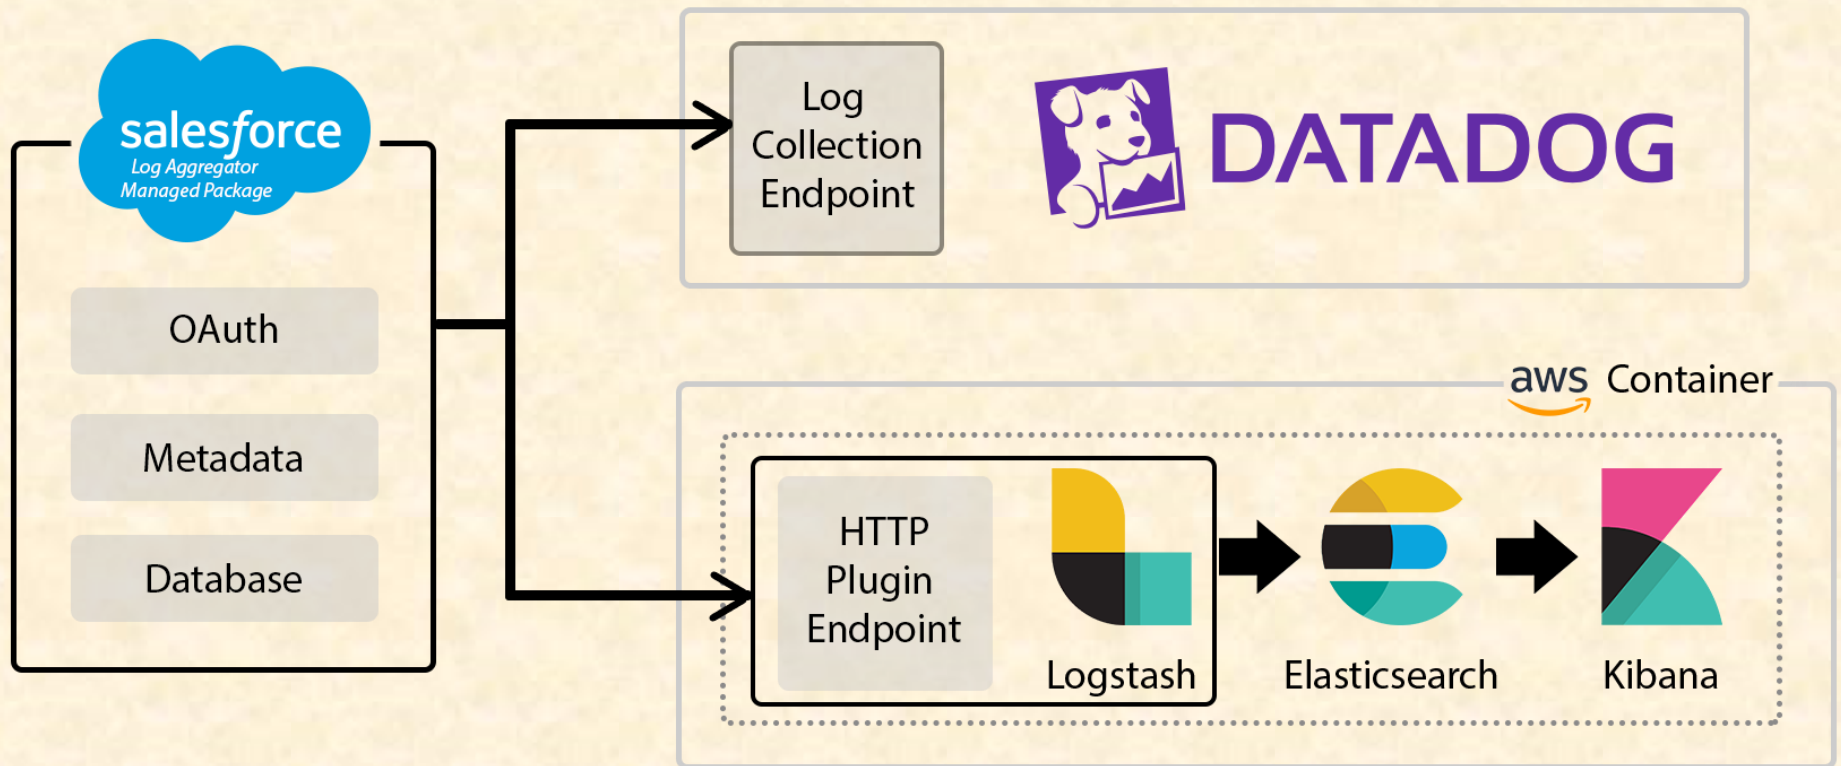 salesforce
Log Aggregator
Managed Package
OAuth
Metadata
Database
Log
Collection
Endpoint
DATADOG
aws Container
HTTP
Plugin
Endpoint
Logstash
Elasticsearch
Kibana